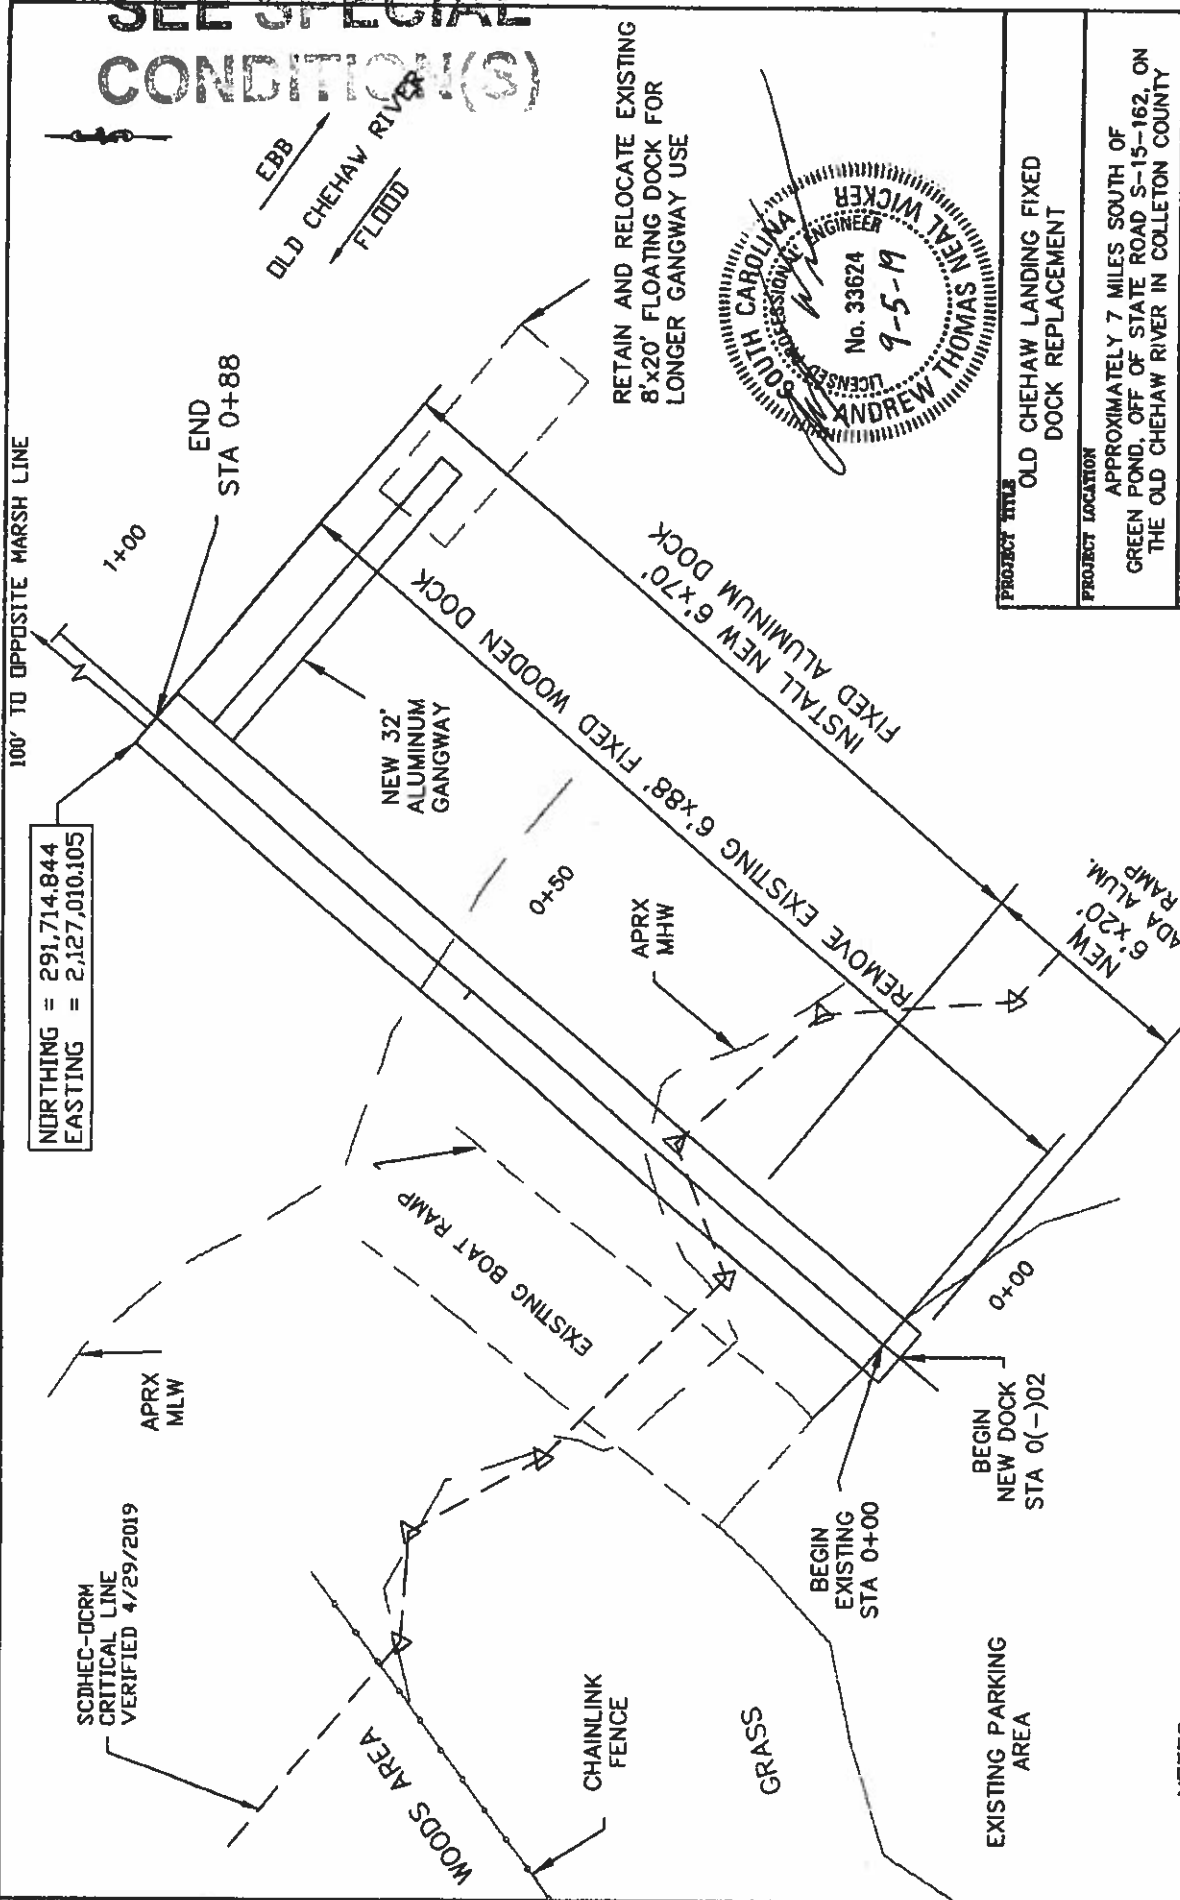 SEE SPECIAL
CONDITION(S)
EBB
OLD CHEHAW RIVER
FLOOD
100' TO OPPOSITE MARSH LINE
1+00
END
STA 0+88
NORTHING = 291,714.844
EASTING = 2,127,010.105
RETAIN AND RELOCATE EXISTING
8'x20' FLOATING DOCK FOR
LONGER GANGWAY USE
SOUTH CAROLINA
LICENSED PROFESSIONAL ENGINEER
No. 33624
9-5-19
ANDREW THOMAS NEAL WICKER
NEW 32'
ALUMINUM
GANGWAY
REMOVE EXISTING 6'x88' FIXED WOODEN DOCK
INSTALL NEW 6'x70'
FIXED ALUMINUM DOCK
NEW
6'x20'
ADA ALUM.
RAMP
0+50
APRX
MHW
EXISTING BOAT RAMP
APRX
MLW
0+00
BEGIN
NEW DOCK
STA 0(-)02
BEGIN
EXISTING
STA 0+00
SCDHEC-OCRM
CRITICAL LINE
VERIFIED 4/29/2019
WOODS AREA
CHAINLINK
FENCE
GRASS
EXISTING PARKING
AREA
PROJECT TITLE
OLD CHEHAW LANDING FIXED
DOCK REPLACEMENT
PROJECT LOCATION
APPROXIMATELY 7 MILES SOUTH OF
GREEN POND, OFF OF STATE ROAD S-15-162, ON
THE OLD CHEHAW RIVER IN COLLETON COUNTY